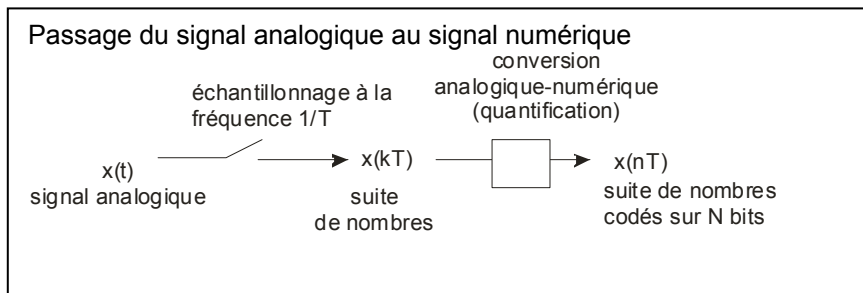 Passage du signal analogique au signal numérique
échantillonnage à la
fréquence 1/T
conversion
analogique-numérique
(quantification)
x(t)
signal analogique
x(kT)
suite
de nombres
x(nT)
suite de nombres
codés sur N bits